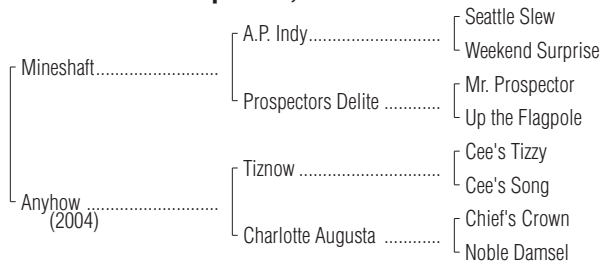 Seattle Slew
A.P. Indy..............................
Weekend Surprise
Mineshaft............................
Mr. Prospector
Prospectors Delite .............
Up the Flagpole
Cee's Tizzy
Tiznow .................................
Cee's Song
Anyhow ..............................
(2004)
Chief's Crown
Charlotte Augusta .............
Noble Damsel